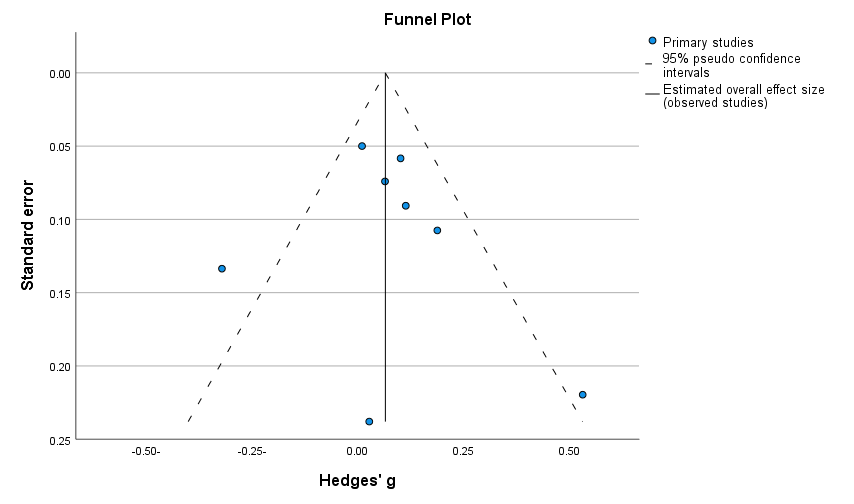 Funnel Plot
Primary studies
95% pseudo confidence
intervals
Estimated overall effect size
(observed studies)
Standard error
0.00
0.05
0.10
0.15
0.20
0.25
-0.50- -0.25- 0.00 0.25 0.50
Hedges' g